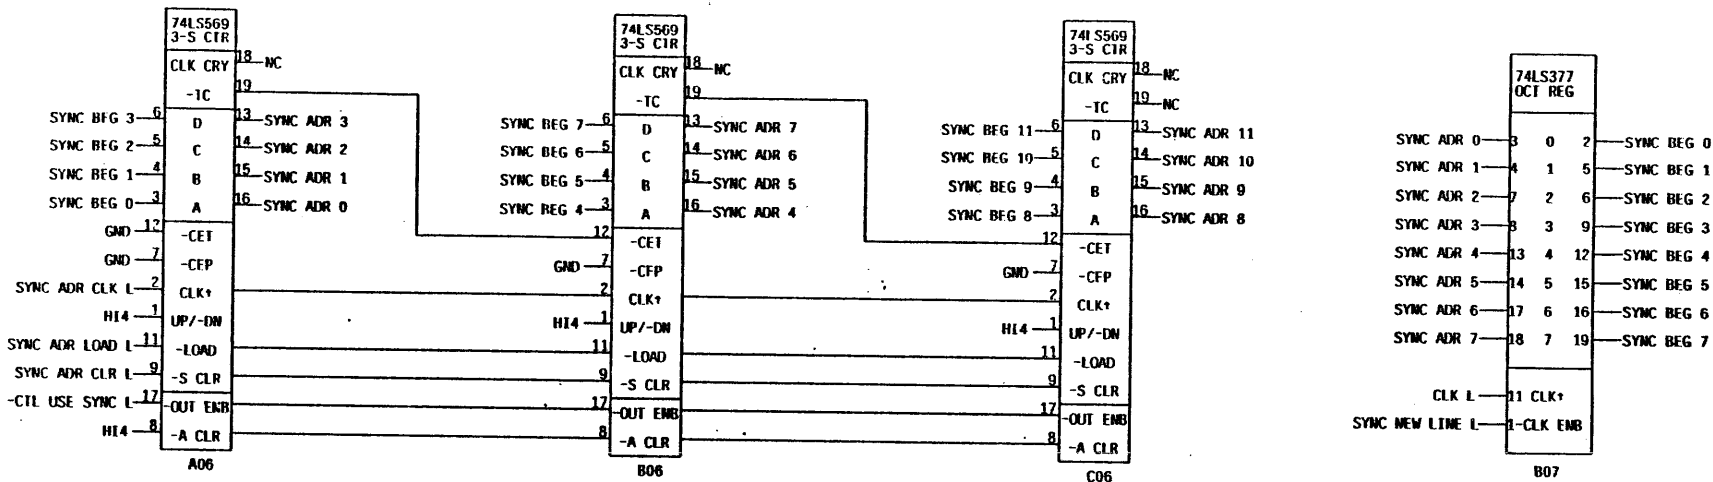 74LS569
3-S CTR
CLK CRY 18 NC
-TC 19
SYNC BEG 3 6 D 13 SYNC ADR 3
SYNC BEG 2 5 C 14 SYNC ADR 2
SYNC BEG 1 4 B 15 SYNC ADR 1
SYNC BEG 0 3 A 16 SYNC ADR 0
GND 12 -CET
GND 7 -CEP
SYNC ADR CLK L 2 CLK↑
HI4 1 UP/-DN
SYNC ADR LOAD L 11 -LOAD
SYNC ADR CLR L 9 -S CLR
-CTL USE SYNC L 17 -OUT ENB
HI4 8 -A CLR
A06
74LS569
3-S CTR
CLK CRY 18 NC
-TC 19
SYNC BEG 7 6 D 13 SYNC ADR 7
SYNC BEG 6 5 C 14 SYNC ADR 6
SYNC BEG 5 4 B 15 SYNC ADR 5
SYNC BEG 4 3 A 16 SYNC ADR 4
12 -CET
GND 7 -CFP
2 CLK↑
HI4 1 UP/-DN
11 -LOAD
9 -S CLR
17 -OUT ENB
8 -A CLR
B06
74LS569
3-S CTR
CLK CRY 18 NC
-TC 19 NC
SYNC BEG 11 6 D 13 SYNC ADR 11
SYNC BEG 10 5 C 14 SYNC ADR 10
SYNC BEG 9 4 B 15 SYNC ADR 9
SYNC BEG 8 3 A 16 SYNC ADR 8
12 -CET
GND 7 -CEP
2 CLK↑
HI4 1 UP/-DN
11 -LOAD
9 -S CLR
17 -OUT ENB
8 -A CLR
C06
74LS377
OCT REG
SYNC ADR 0 3 0 2 SYNC BEG 0
SYNC ADR 1 4 1 5 SYNC BEG 1
SYNC ADR 2 7 2 6 SYNC BEG 2
SYNC ADR 3 8 3 9 SYNC BEG 3
SYNC ADR 4 13 4 12 SYNC BEG 4
SYNC ADR 5 14 5 15 SYNC BEG 5
SYNC ADR 6 17 6 16 SYNC BEG 6
SYNC ADR 7 18 7 19 SYNC BEG 7
CLK L 11 CLK↑
SYNC NEW LINE L 1 -CLK ENB
B07